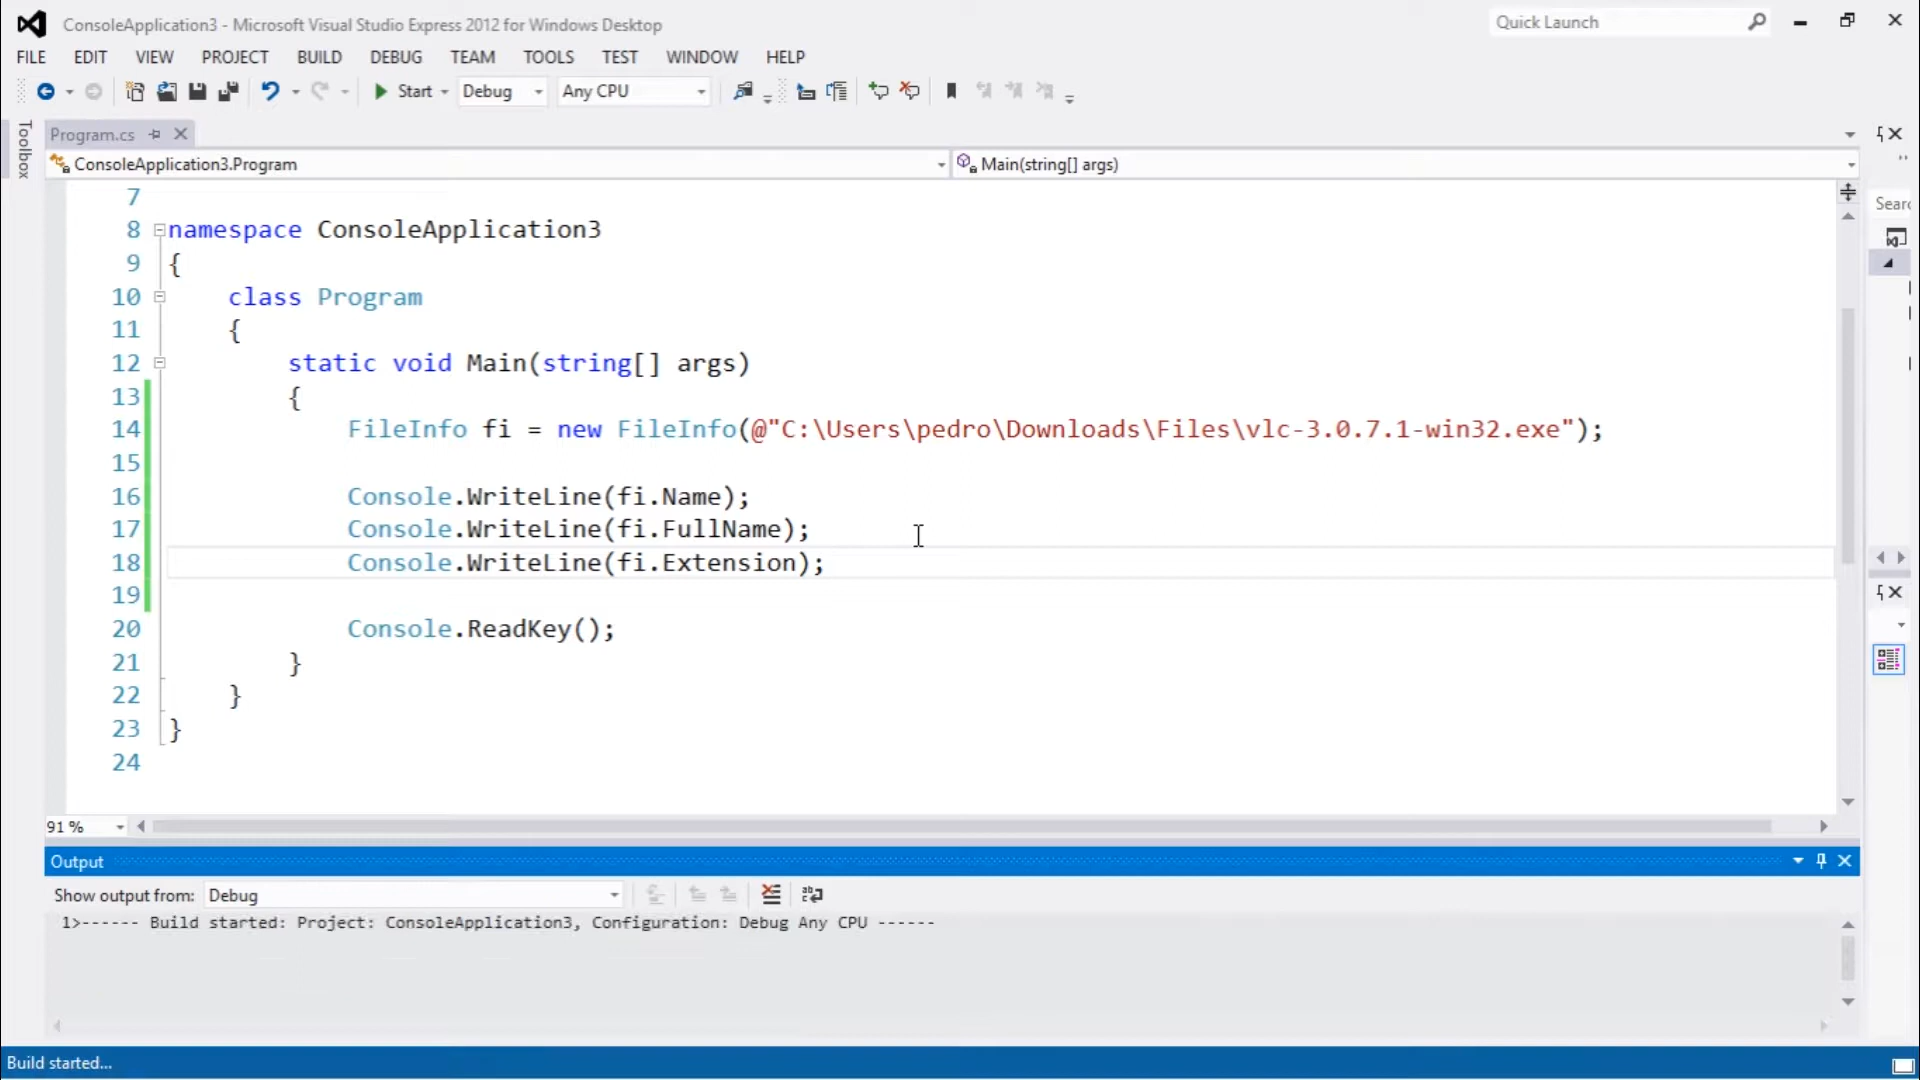 ConsoleApplication3 - Microsoft Visual Studio Express 2012 for Windows Desktop
Quick Launch
FILE EDIT VIEW PROJECT BUILD DEBUG TEAM TOOLS TEST WINDOW HELP
Start Debug Any CPU
Toolbox
Program.cs
ConsoleApplication3.Program
Main(string[] args)
Sear
7
8 namespace ConsoleApplication3
9 {
10 class Program
11 {
12 static void Main(string[] args)
13 {
14 FileInfo fi = new FileInfo(@"C:\Users\pedro\Downloads\Files\vlc-3.0.7.1-win32.exe");
15
16 Console.WriteLine(fi.Name);
17 Console.WriteLine(fi.FullName);
18 Console.WriteLine(fi.Extension);
19
20 Console.ReadKey();
21 }
22 }
23 }
24
91 %
Output
Show output from: Debug
1>------ Build started: Project: ConsoleApplication3, Configuration: Debug Any CPU ------
Build started...